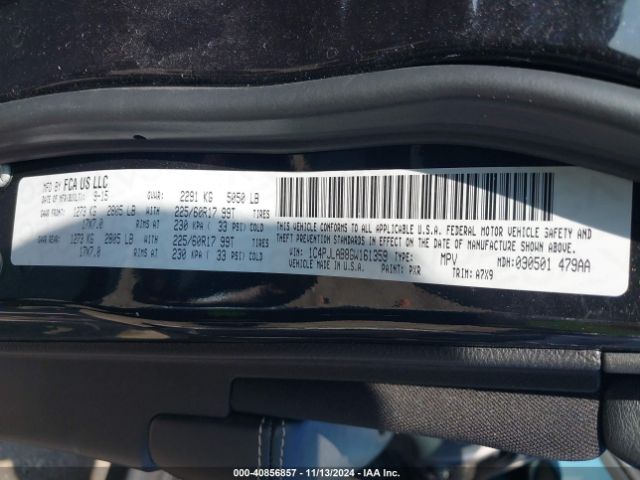 MFD BY FCA US LLC
DATE OF MFR 9-15 GVWR: 2291 KG 5050 LB
GAWR FRONT: 1273 KG 2805 LB WITH 225/60R17 99T TIRES
17X7.0 RIMS AT 230 KPA ( 33 PSI) COLD
GAWR REAR: 1273 KG 2805 LB WITH 225/60R17 99T TIRES
17X7.0 RIMS AT 230 KPA ( 33 PSI) COLD
THIS VEHICLE CONFORMS TO ALL APPLICABLE U.S.A. FEDERAL MOTOR VEHICLE SAFETY AND
THEFT PREVENTION STANDARDS IN EFFECT ON THE DATE OF MANUFACTURE SHOWN ABOVE.
VIN: 1C4PJLAB8GW161359 TYPE: MPV MDH: 090501 479AA
VEHICLE MADE IN U.S.A. PAINT: PXR TRIM: A7X9
000-40856857 • 11/13/2024 • IAA Inc.